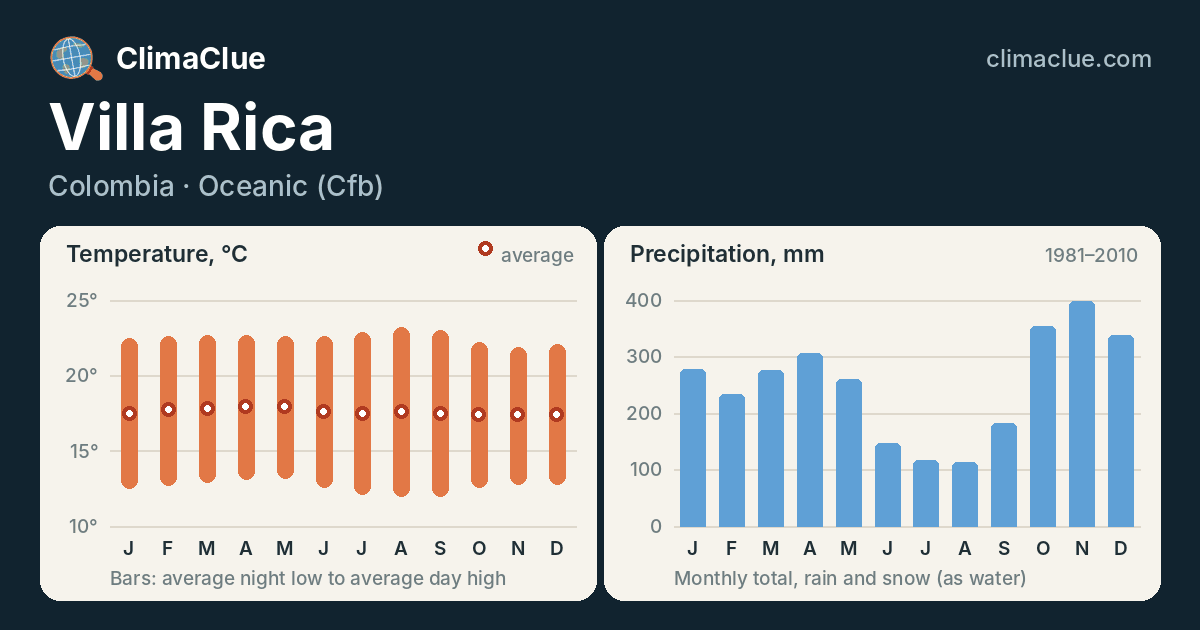 ClimaClue
climaclue.com
Villa Rica
Colombia · Oceanic (Cfb)
Temperature, °C
average
25°
20°
15°
10°
J F M A M J J A S O N D
Bars: average night low to average day high
Precipitation, mm
1981–2010
400
300
200
100
0
J F M A M J J A S O N D
Monthly total, rain and snow (as water)